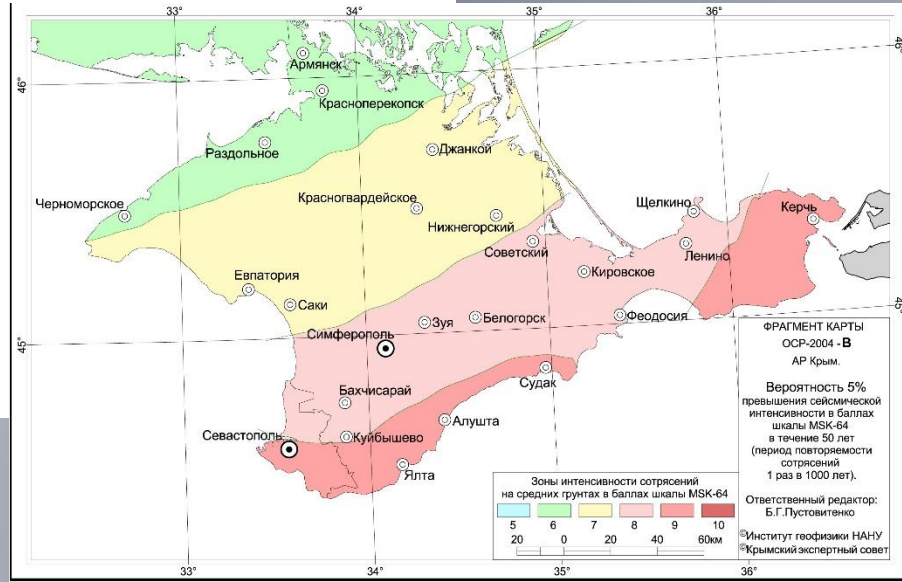 33°
34°
35°
36°
46°
46°
Армянск
Красноперекопск
Раздольное
Джанкой
Черноморское
Красногвардейское
Нижнегорский
Щелкино
Керчь
Советский
Ленино
Кировское
Евпатория
Саки
Зуя
Белогорск
Феодосия
45°
45°
Симферополь
Судак
Бахчисарай
Алушта
Севастополь
Куйбышево
Ялта
ФРАГМЕНТ КАРТЫ
ОСР-2004 - В
АР Крым.
Вероятность 5%
превышения сейсмической
интенсивности в баллах
шкалы MSK-64
в течение 50 лет
(период повторяемости
сотрясений
1 раз в 1000 лет).
Ответственный редактор:
Б.Г.Пустовитенко
©Институт геофизики НАНУ
©Крымский экспертный совет
Зоны интенсивности сотрясений
на средних грунтах в баллах шкалы MSK-64
5 6 7 8 9 10
20 0 20 40 60км
33°
34°
35°
36°